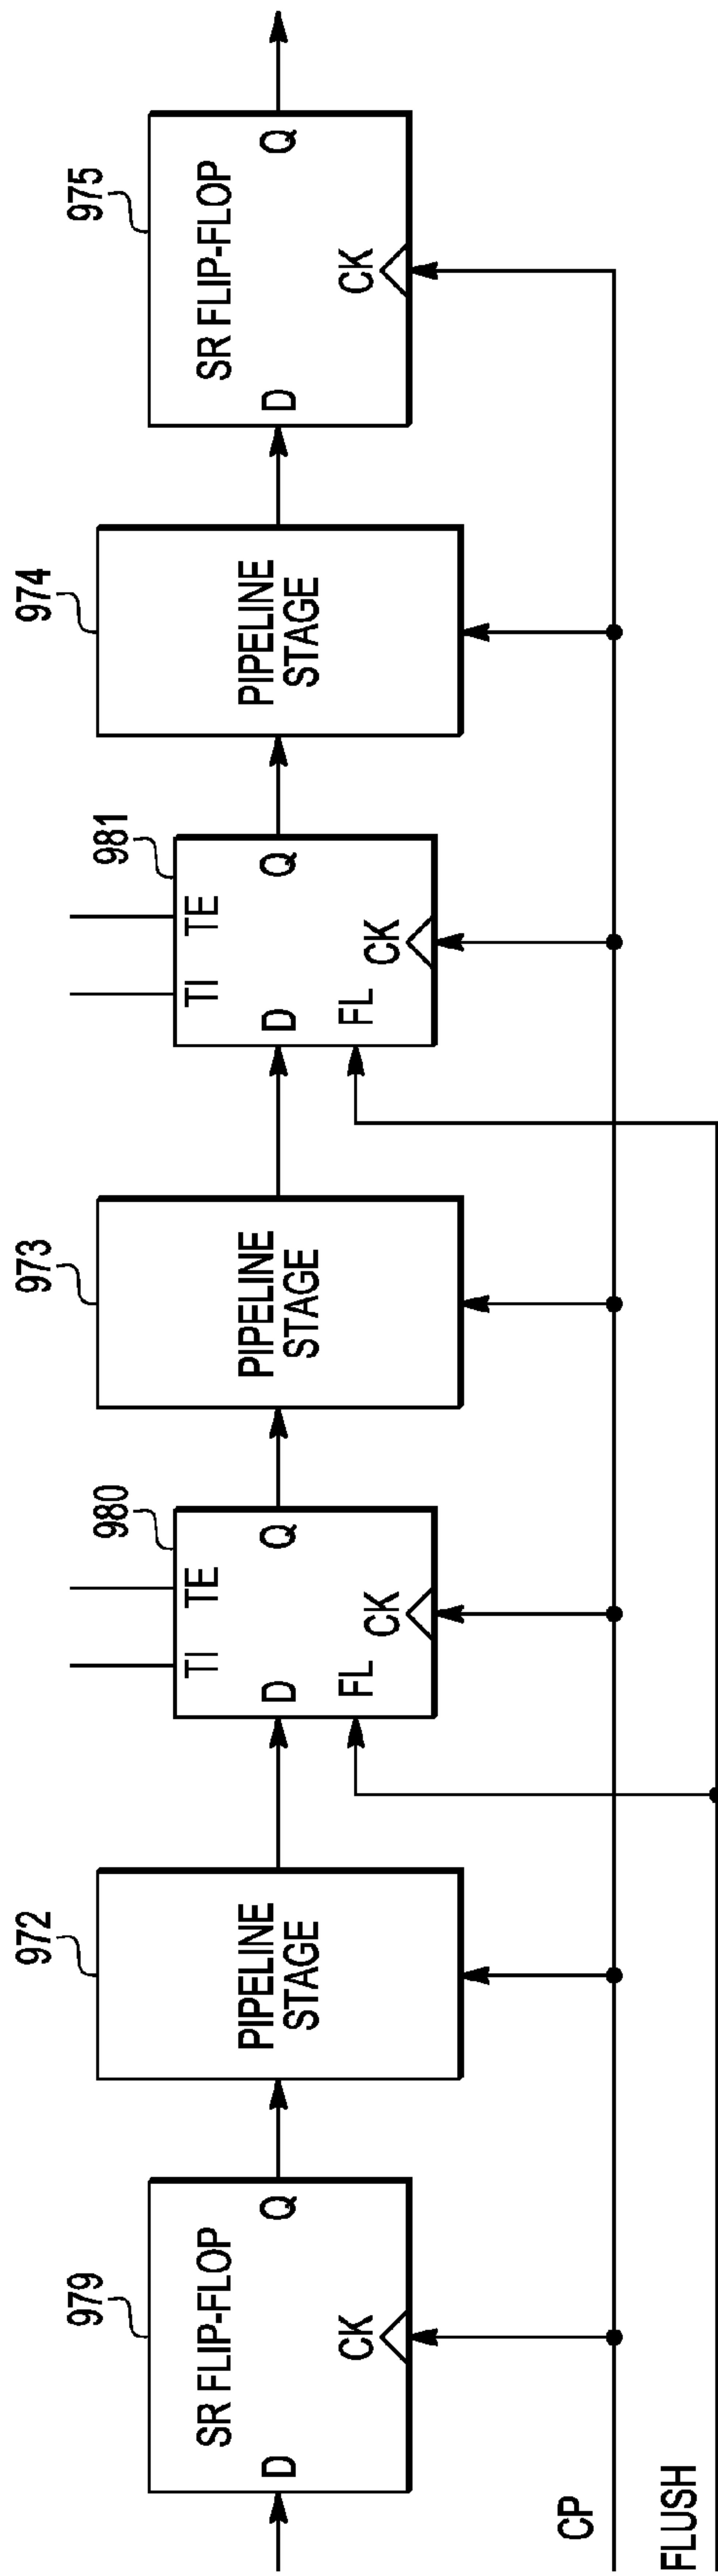 979
SR FLIP-FLOP
D
Q
CK
972
PIPELINE
STAGE
980
TI
TE
D
Q
FL
CK
973
PIPELINE
STAGE
981
TI
TE
D
Q
FL
CK
974
PIPELINE
STAGE
975
SR FLIP-FLOP
D
Q
CK
CP
FLUSH